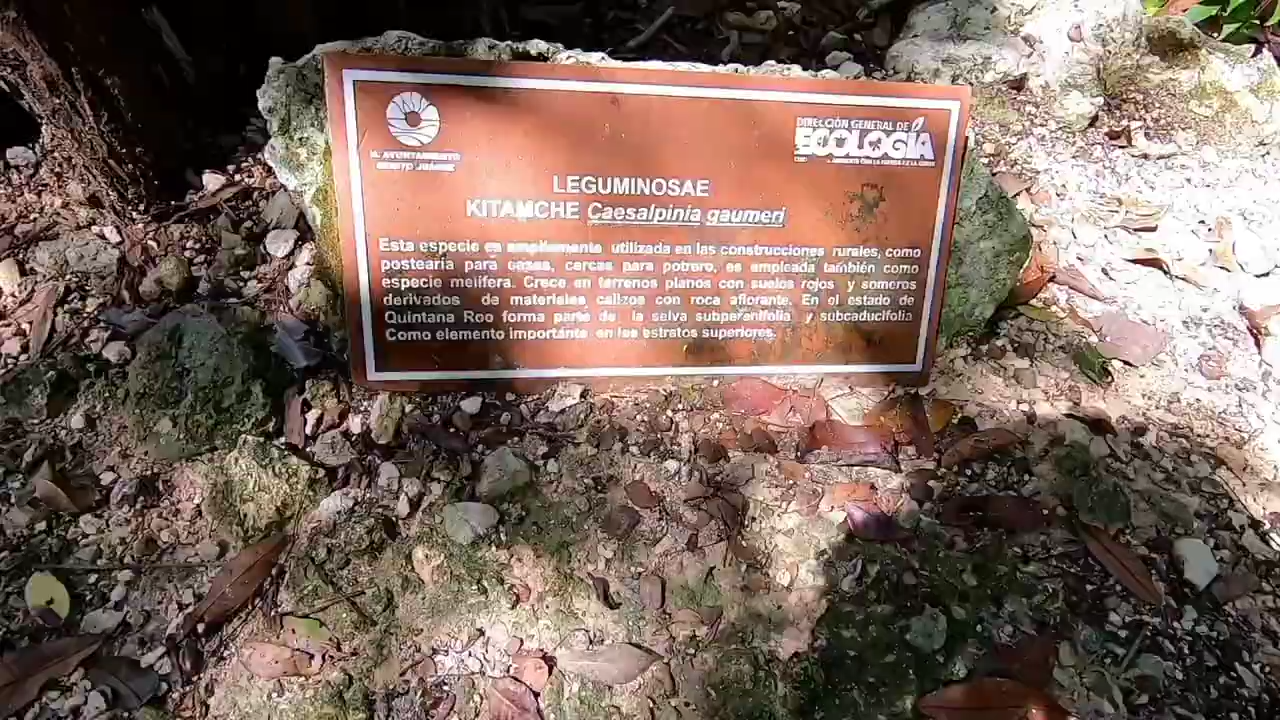 H. AYUNTAMIENTO
BENITO JUÁREZ
DIRECCIÓN GENERAL DE
ECOLOGÍA
LEGUMINOSAE
KITAMCHE Caesalpinia gaumeri
Esta especie es ampliamente utilizada en las construcciones rurales, como
postearia para casas, cercas para potrero, es empleada también como
especie melífera. Crece en terrenos planos con suelos rojos y someros
derivados de materiales calizos con roca aflorante. En el estado de
Quintana Roo forma parte de la selva subperenifolia y subcaducifolia
Como elemento importante en los estratos superiores.